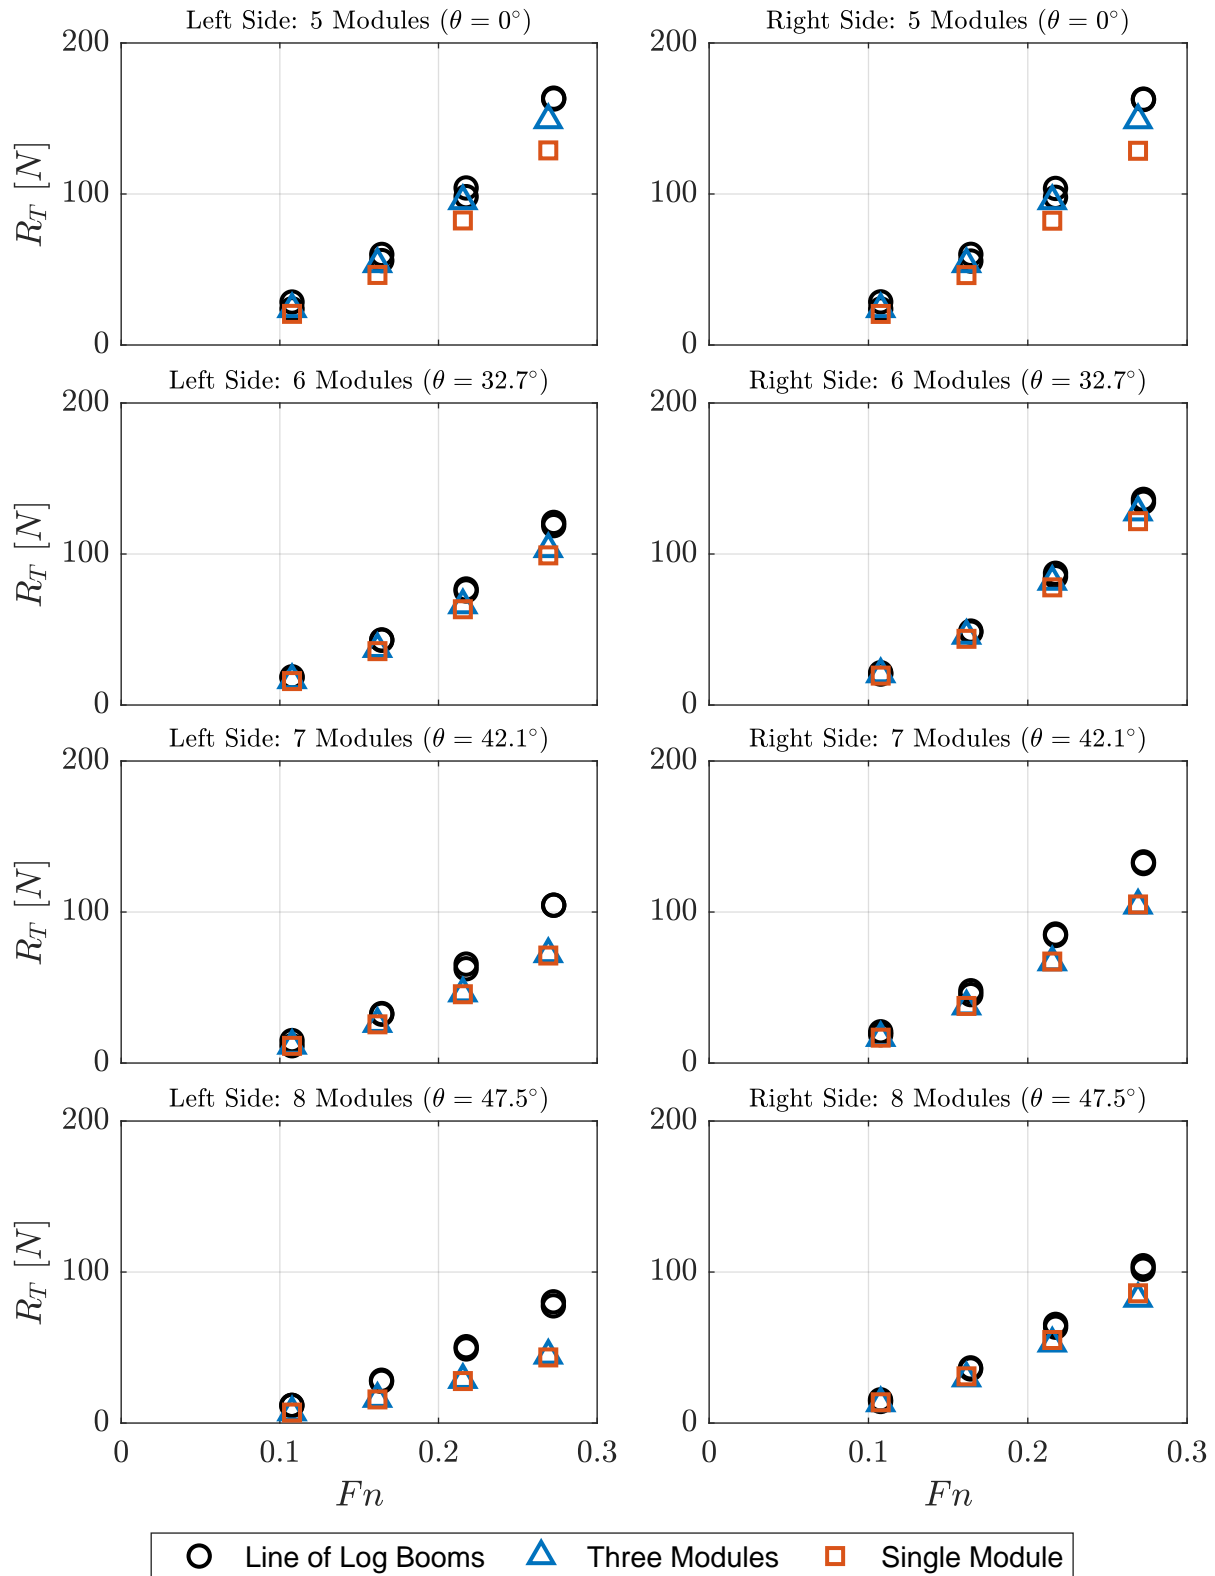 Left Side: 5 Modules (θ = 0°)
Right Side: 5 Modules (θ = 0°)
200
100
0
R_T [N]
200
100
0
Left Side: 6 Modules (θ = 32.7°)
Right Side: 6 Modules (θ = 32.7°)
200
100
0
R_T [N]
200
100
0
Left Side: 7 Modules (θ = 42.1°)
Right Side: 7 Modules (θ = 42.1°)
200
100
0
R_T [N]
200
100
0
Left Side: 8 Modules (θ = 47.5°)
Right Side: 8 Modules (θ = 47.5°)
200
100
0
R_T [N]
200
100
0
0 0.1 0.2 0.3
0 0.1 0.2 0.3
Fn
Fn
Line of Log Booms Three Modules Single Module